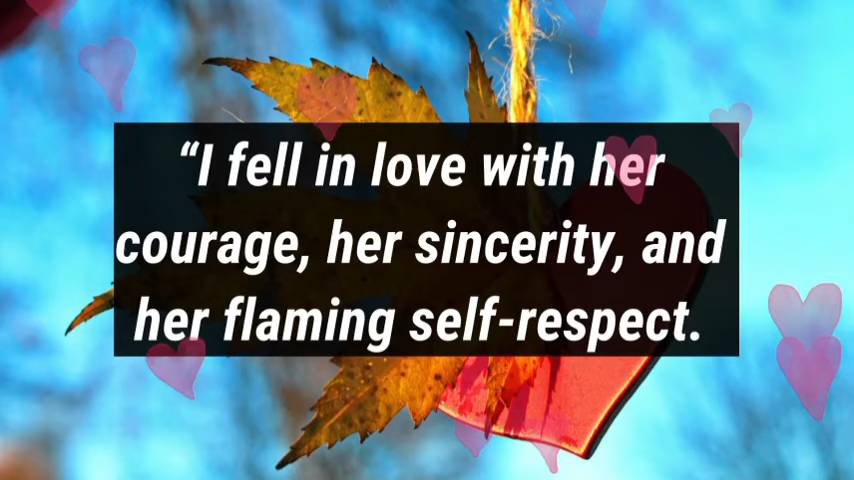 “I fell in love with her
courage, her sincerity, and
her flaming self-respect.